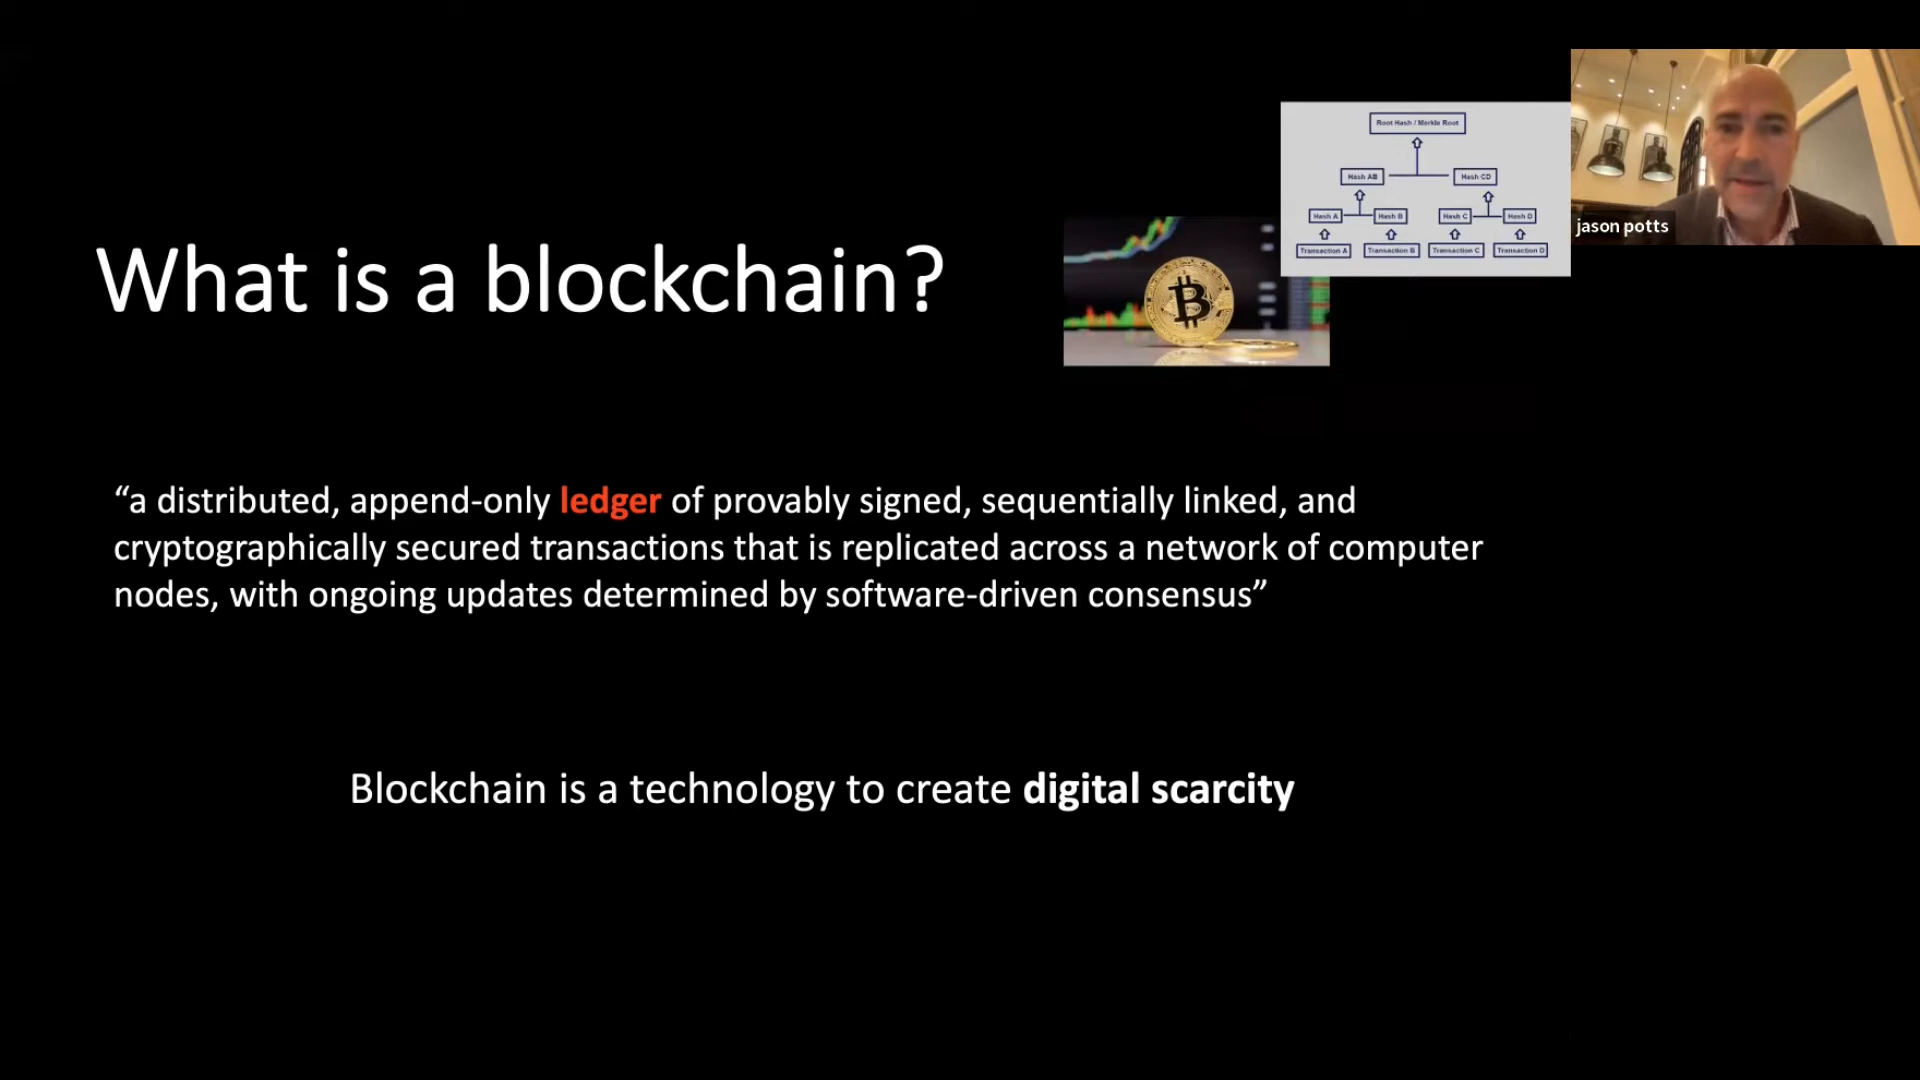 What is a blockchain?
Root Hash / Merkle Root
Hash AB
Hash CD
Hash A
Hash B
Hash C
Hash D
Transaction A
Transaction B
Transaction C
Transaction D
jason potts
“a distributed, append-only ledger of provably signed, sequentially linked, and
cryptographically secured transactions that is replicated across a network of computer
nodes, with ongoing updates determined by software-driven consensus”
Blockchain is a technology to create digital scarcity